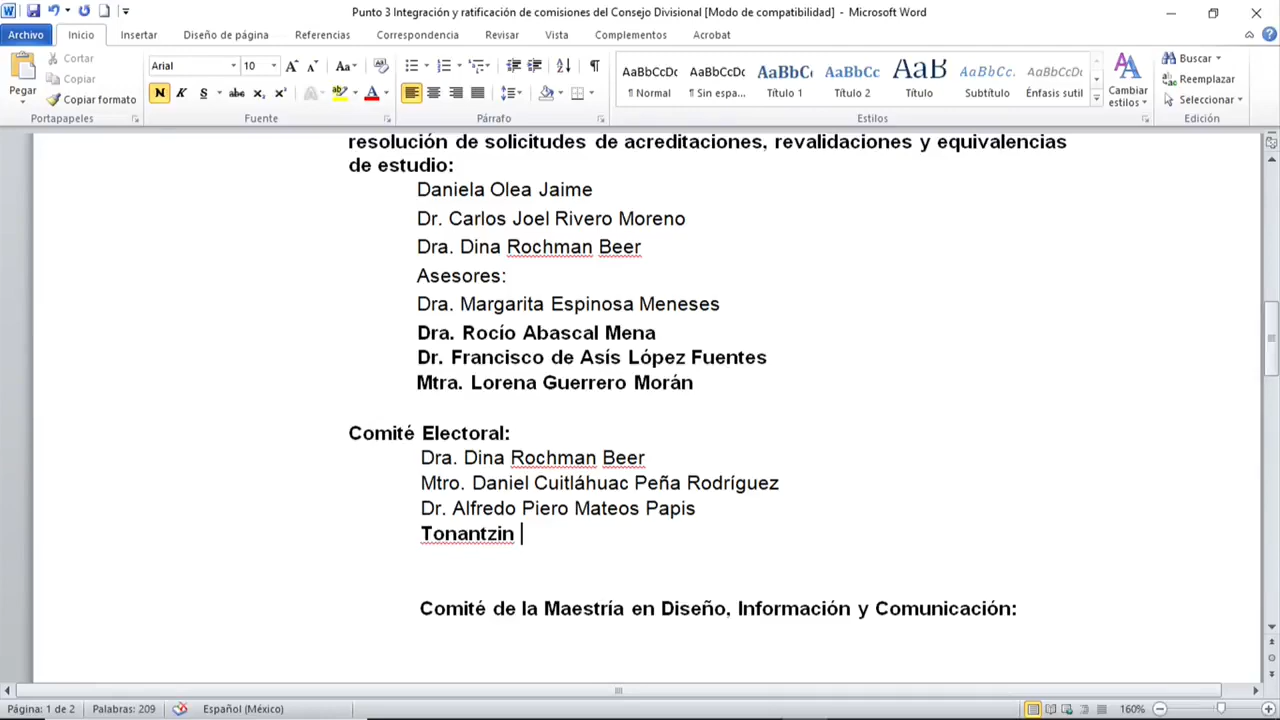 Punto 3 Integración y ratificación de comisiones del Consejo Divisional [Modo de compatibilidad] - Microsoft Word
Archivo Inicio Insertar Diseño de página Referencias Correspondencia Revisar Vista Complementos Acrobat
Pegar
Cortar
Copiar
Copiar formato
Portapapeles
Arial 10
N K S abc x₂ x²
Fuente
Párrafo
AaBbCcDc AaBbCcDc AaBbC AaBbCc AaB AaBbCc. AaBbCcDc
¶ Normal ¶ Sin espa... Título 1 Título 2 Título Subtítulo Énfasis sutil
Cambiar estilos
Estilos
Buscar
Reemplazar
Seleccionar
Edición
resolución de solicitudes de acreditaciones, revalidaciones y equivalencias
de estudio:
Daniela Olea Jaime
Dr. Carlos Joel Rivero Moreno
Dra. Dina Rochman Beer
Asesores:
Dra. Margarita Espinosa Meneses
Dra. Rocío Abascal Mena
Dr. Francisco de Asís López Fuentes
Mtra. Lorena Guerrero Morán
Comité Electoral:
Dra. Dina Rochman Beer
Mtro. Daniel Cuitláhuac Peña Rodríguez
Dr. Alfredo Piero Mateos Papis
Tonantzin
Comité de la Maestría en Diseño, Información y Comunicación:
Página: 1 de 2 Palabras: 209 Español (México) 160%